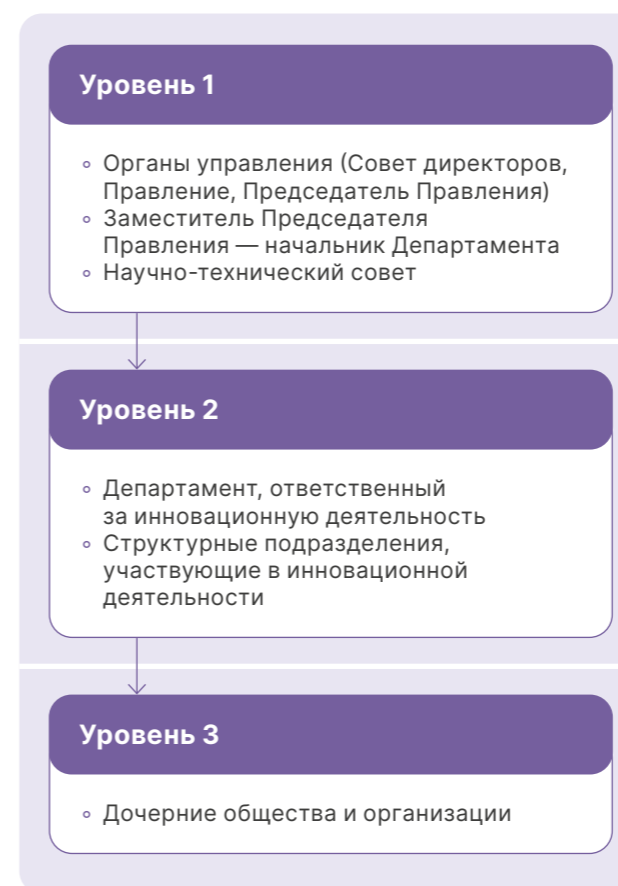 Уровень 1
◦ Органы управления (Совет директоров,
Правление, Председатель Правления)
◦ Заместитель Председателя
Правления — начальник Департамента
◦ Научно-технический совет
Уровень 2
◦ Департамент, ответственный
за инновационную деятельность
◦ Структурные подразделения,
участвующие в инновационной
деятельности
Уровень 3
◦ Дочерние общества и организации